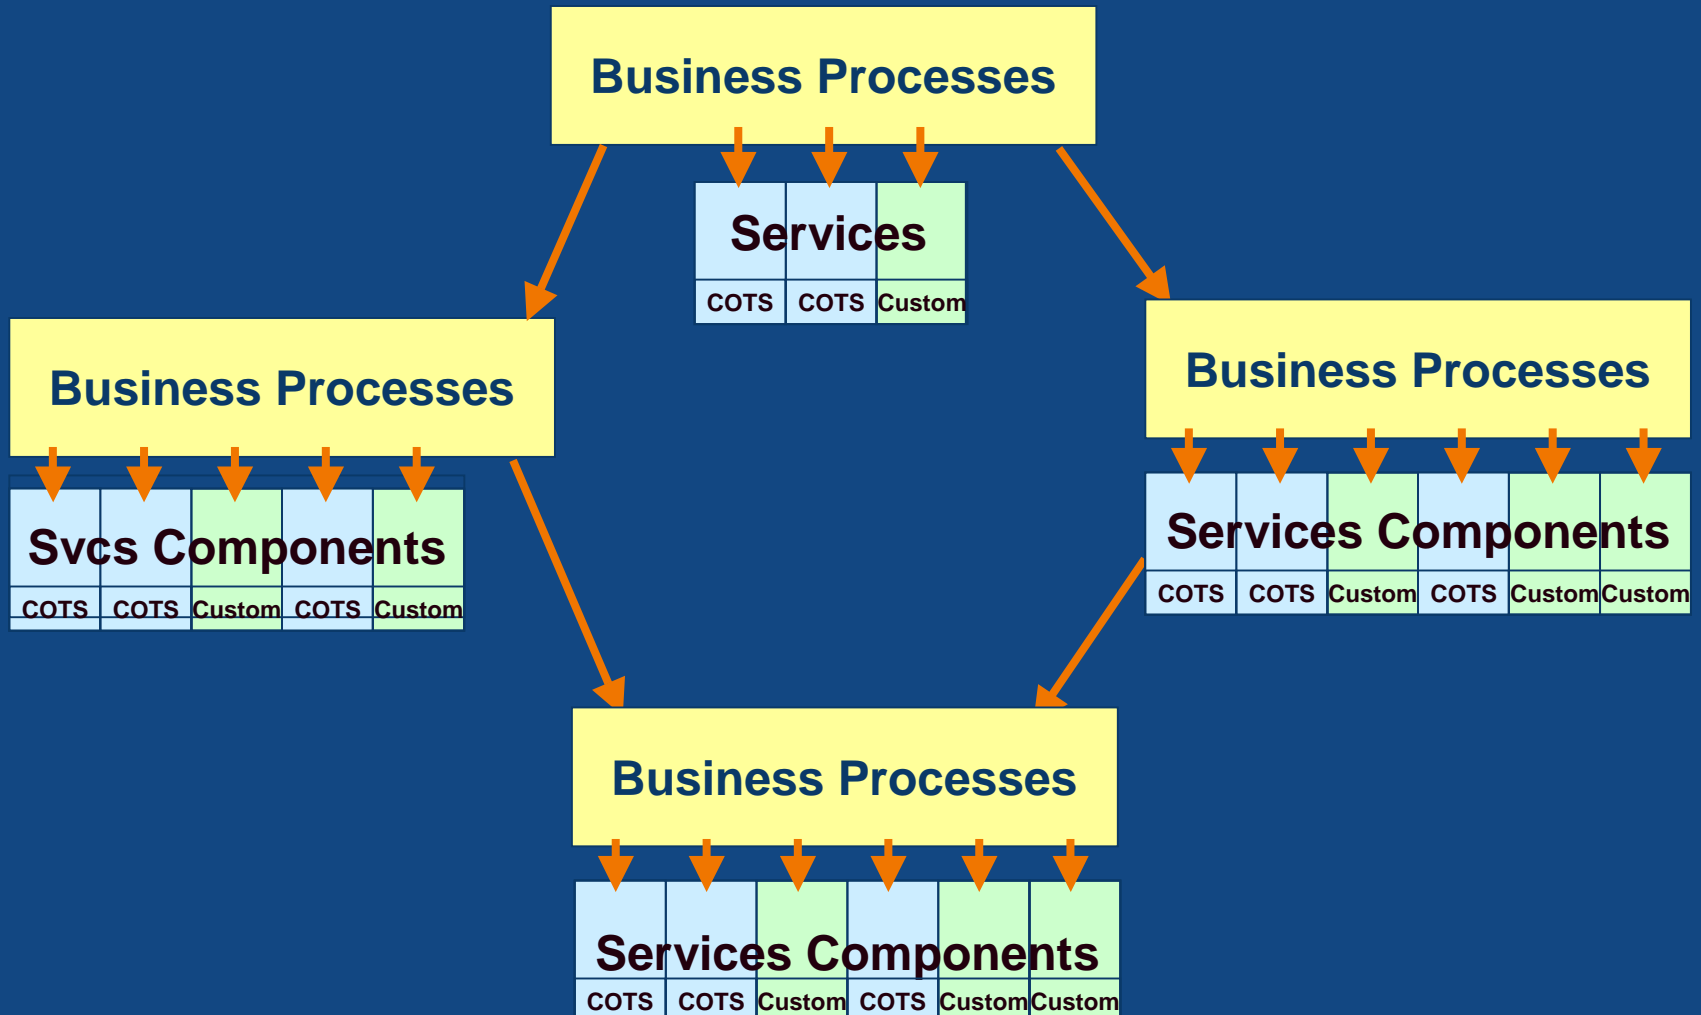 Business Processes
Services
COTS COTS Custom
Business Processes
Svcs Components
COTS COTS Custom COTS Custom
Business Processes
Services Components
COTS COTS Custom COTS Custom Custom
Business Processes
Services Components
COTS COTS Custom COTS Custom Custom